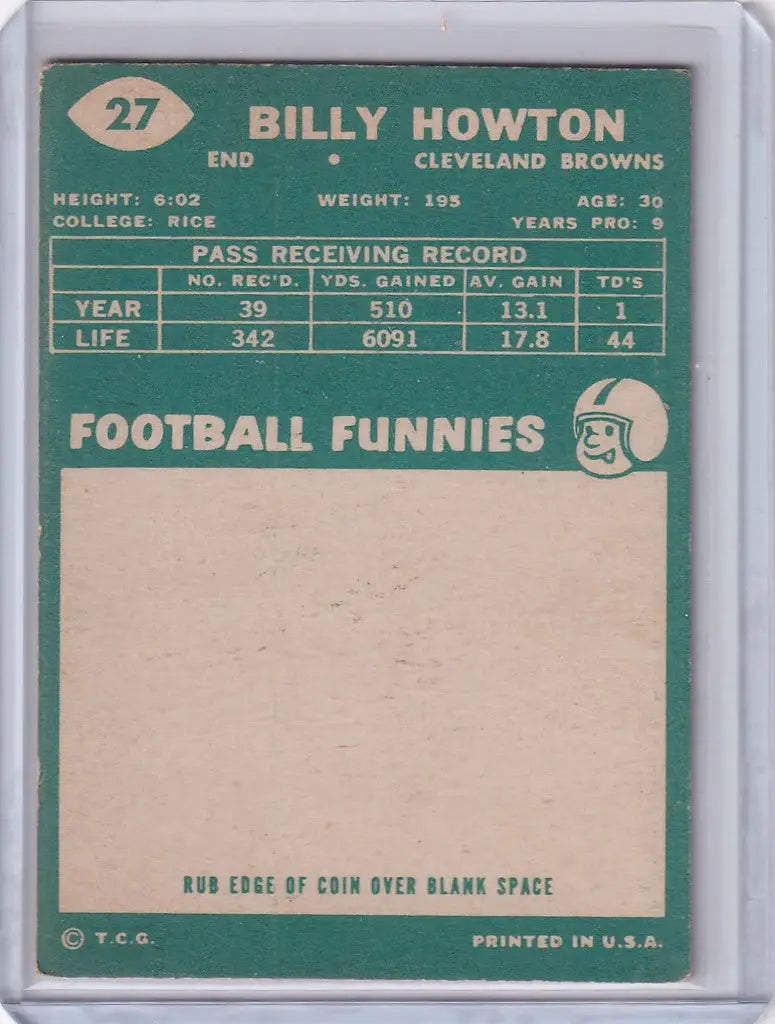 27
BILLY HOWTON
END • CLEVELAND BROWNS
HEIGHT: 6:02 WEIGHT: 195 AGE: 30
COLLEGE: RICE YEARS PRO: 9
PASS RECEIVING RECORD
NO. REC'D. YDS. GAINED AV. GAIN TD'S
YEAR 39 510 13.1 1
LIFE 342 6091 17.8 44
FOOTBALL FUNNIES
RUB EDGE OF COIN OVER BLANK SPACE
© T.C.G. PRINTED IN U.S.A.